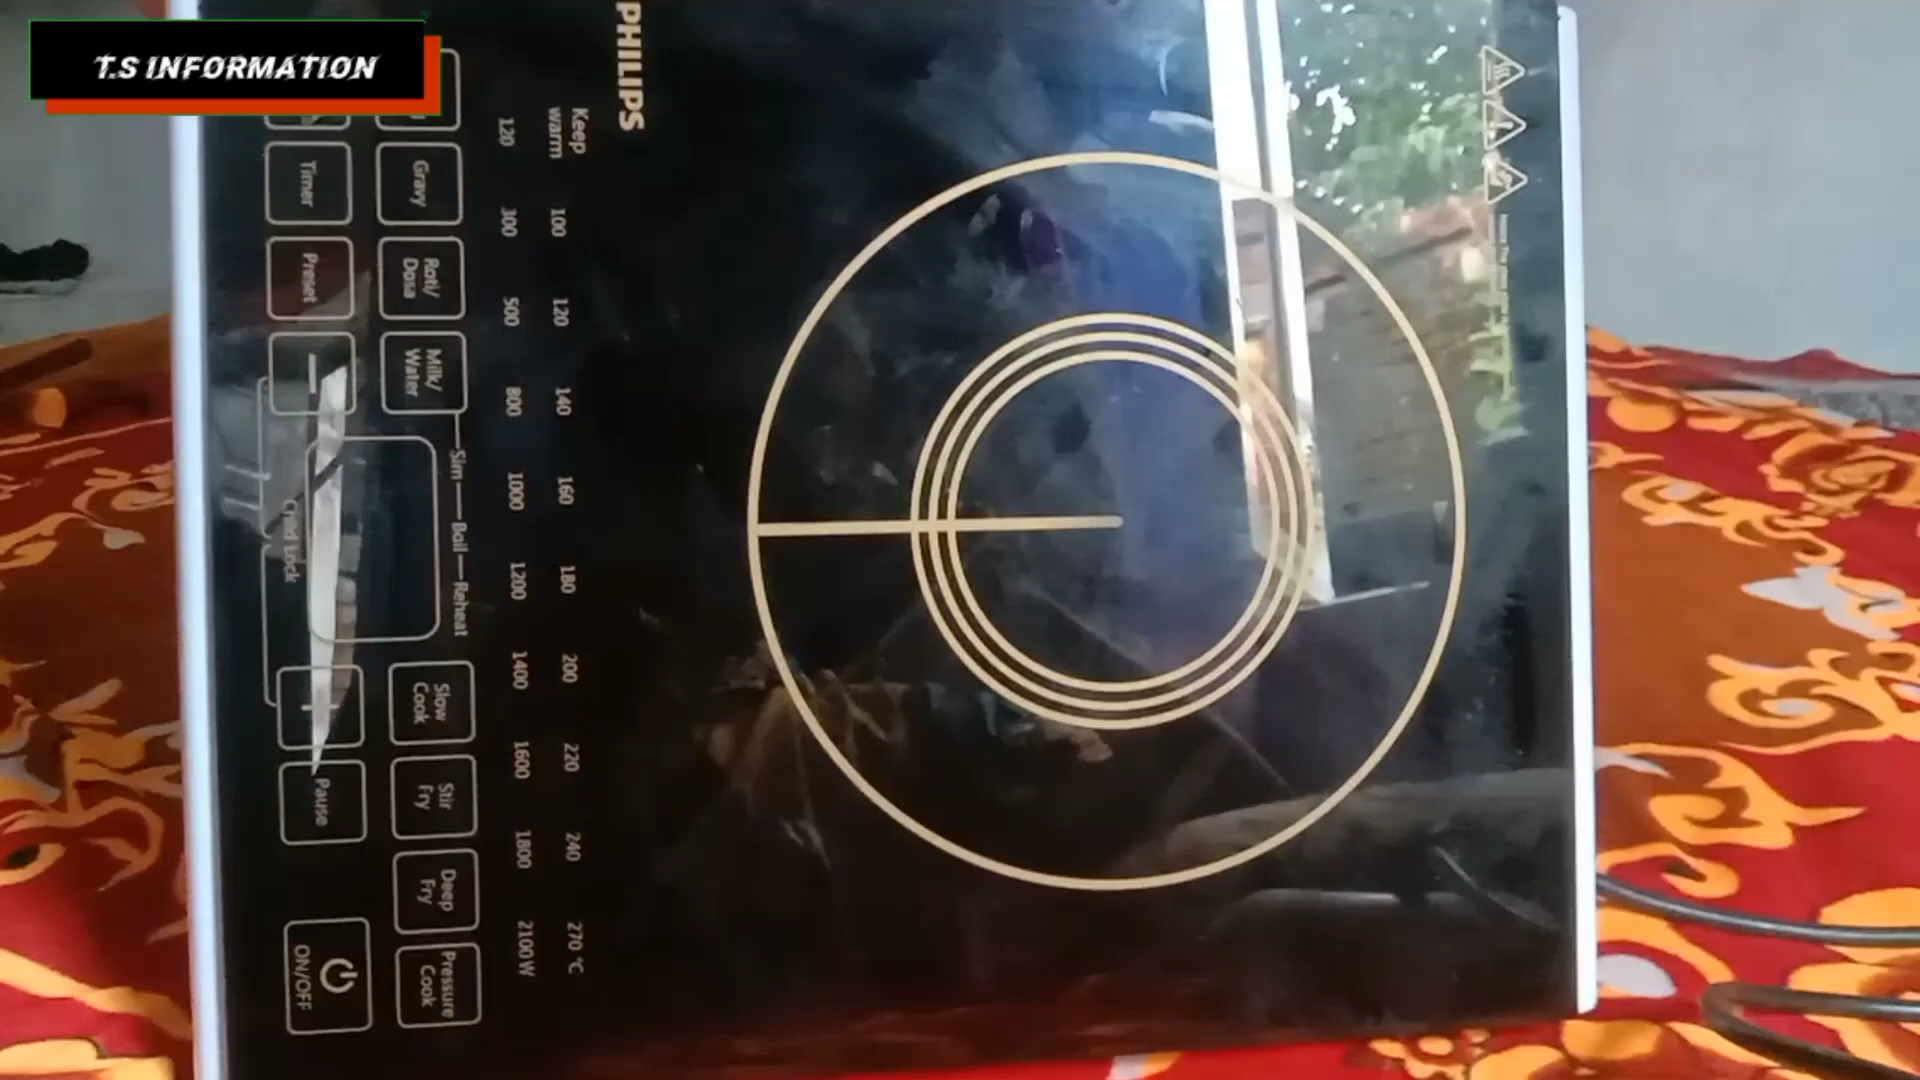 T.S INFORMATION
PHILIPS
Keep
warm
100 120 140 160 180 200 220 240 270 °C
120 300 500 800 1000 1200 1400 1600 1800 2100 W
Gravy
Roti/
Dosa
Milk/
Water
Sim Boil Reheat
Slow
Cook
Stir
Fry
Deep
Fry
Pressure
Cook
Timer
Preset
−
Child Lock
+
Pause
ON/OFF